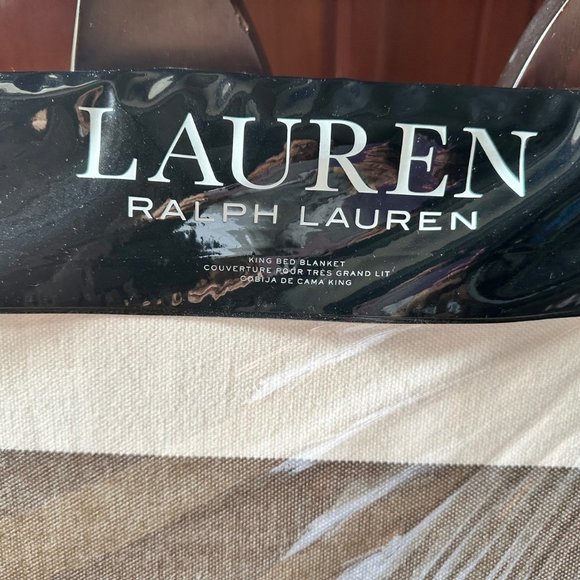 LAUREN
RALPH LAUREN
KING BED BLANKET
COUVERTURE POUR TRÈS GRAND LIT
COBIJA DE CAMA KING